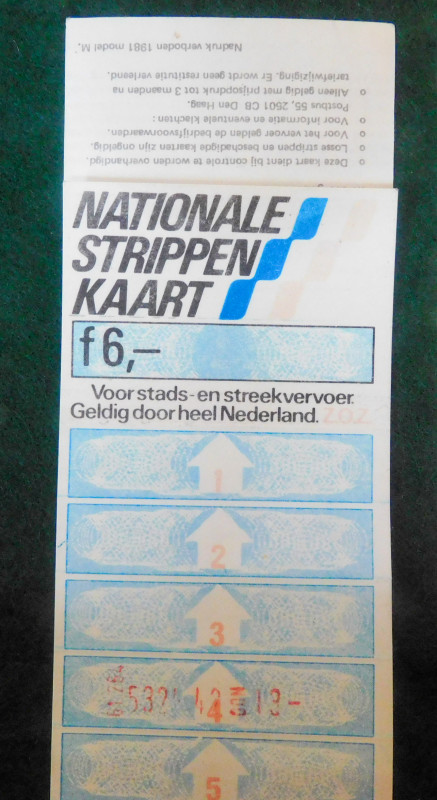 Nadruk verboden 1981 model M,
tariefwijziging. Er wordt geen restitutie verleend.
o Alleen geldig met prijsopdruk tot 3 maanden na
Postbus 55, 2501 CB Den Haag.
o Voor informatie en eventuele klachten:
o Voor het vervoer gelden de bedrijfsvoorwaarden.
o Losse strippen en beschadigde kaarten zijn ongeldig.
o Deze kaart dient bij controle te worden overhandigd.
NATIONALE
STRIPPEN
KAART
f6,–
Voor stads- en streekvervoer.
Geldig door heel Nederland.
1
2
3
4
13-
5